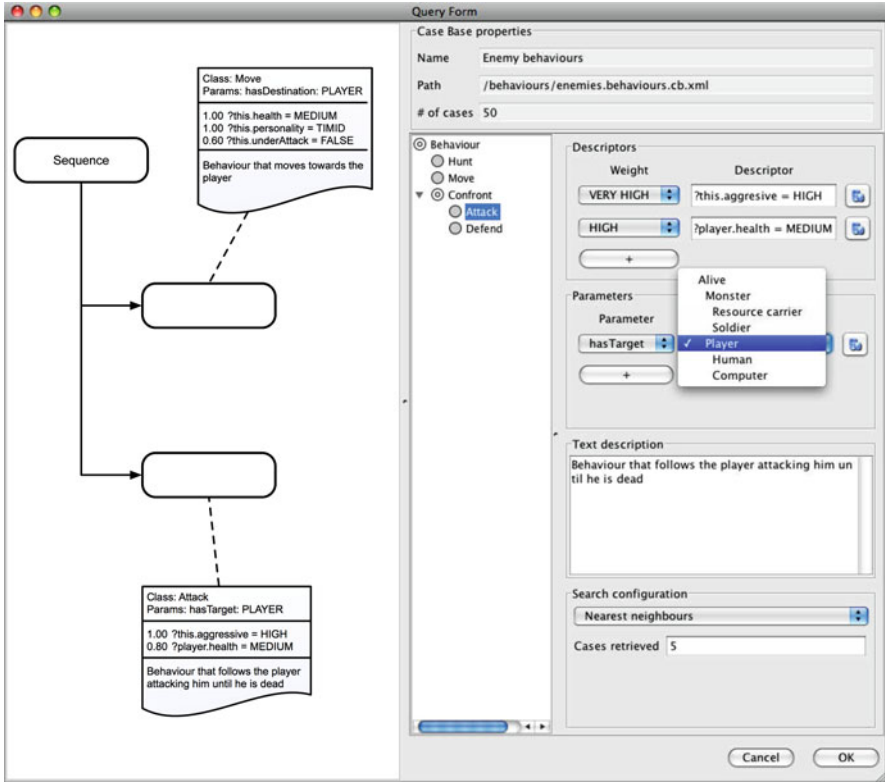 Query Form
Sequence
Class: Move
Params: hasDestination: PLAYER
1.00 ?this.health = MEDIUM
1.00 ?this.personality = TIMID
0.60 ?this.underAttack = FALSE
Behaviour that moves towards the
player
Class: Attack
Params: hasTarget: PLAYER
1.00 ?this.aggressive = HIGH
0.80 ?player.health = MEDIUM
Behaviour that follows the player
attacking him until he is dead
Case Base properties
Name Enemy behaviours
Path /behaviours/enemies.behaviours.cb.xml
# of cases 50
Behaviour
Hunt
Move
Confront
Attack
Defend
Descriptors
Weight Descriptor
VERY HIGH ?this.aggresive = HIGH
HIGH ?player.health = MEDIUM
+
Parameters
Parameter
hasTarget
+
Alive
Monster
Resource carrier
Soldier
✓ Player
Human
Computer
Text description
Behaviour that follows the player attacking him un
til he is dead
Search configuration
Nearest neighbours
Cases retrieved 5
Cancel OK